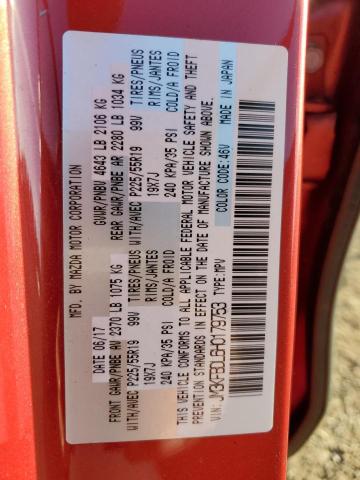 MFD. BY MAZDA MOTOR CORPORATION
DATE 06/17 GVWR/PNBV 4643 LB 2106 KG
FRONT GAWR/PNBE AV 2370 LB 1075 KG REAR GAWR/PNBE AR 2280 LB 1034 KG
WITH/AVEC P225/55R19 99V TIRES/PNEUS WITH/AVEC P225/55R19 99V TIRES/PNEUS
19X7J RIMS/JANTES 19X7J RIMS/JANTES
240 KPA/35 PSI COLD/A FROID 240 KPA/35 PSI COLD/A FROID
THIS VEHICLE CONFORMS TO ALL APPLICABLE FEDERAL MOTOR VEHICLE SAFETY AND THEFT
PREVENTION STANDARDS IN EFFECT ON THE DATE OF MANUFACTURE SHOWN ABOVE.
COLOR CODE:46V MADE IN JAPAN
VIN: TYPE:MPV